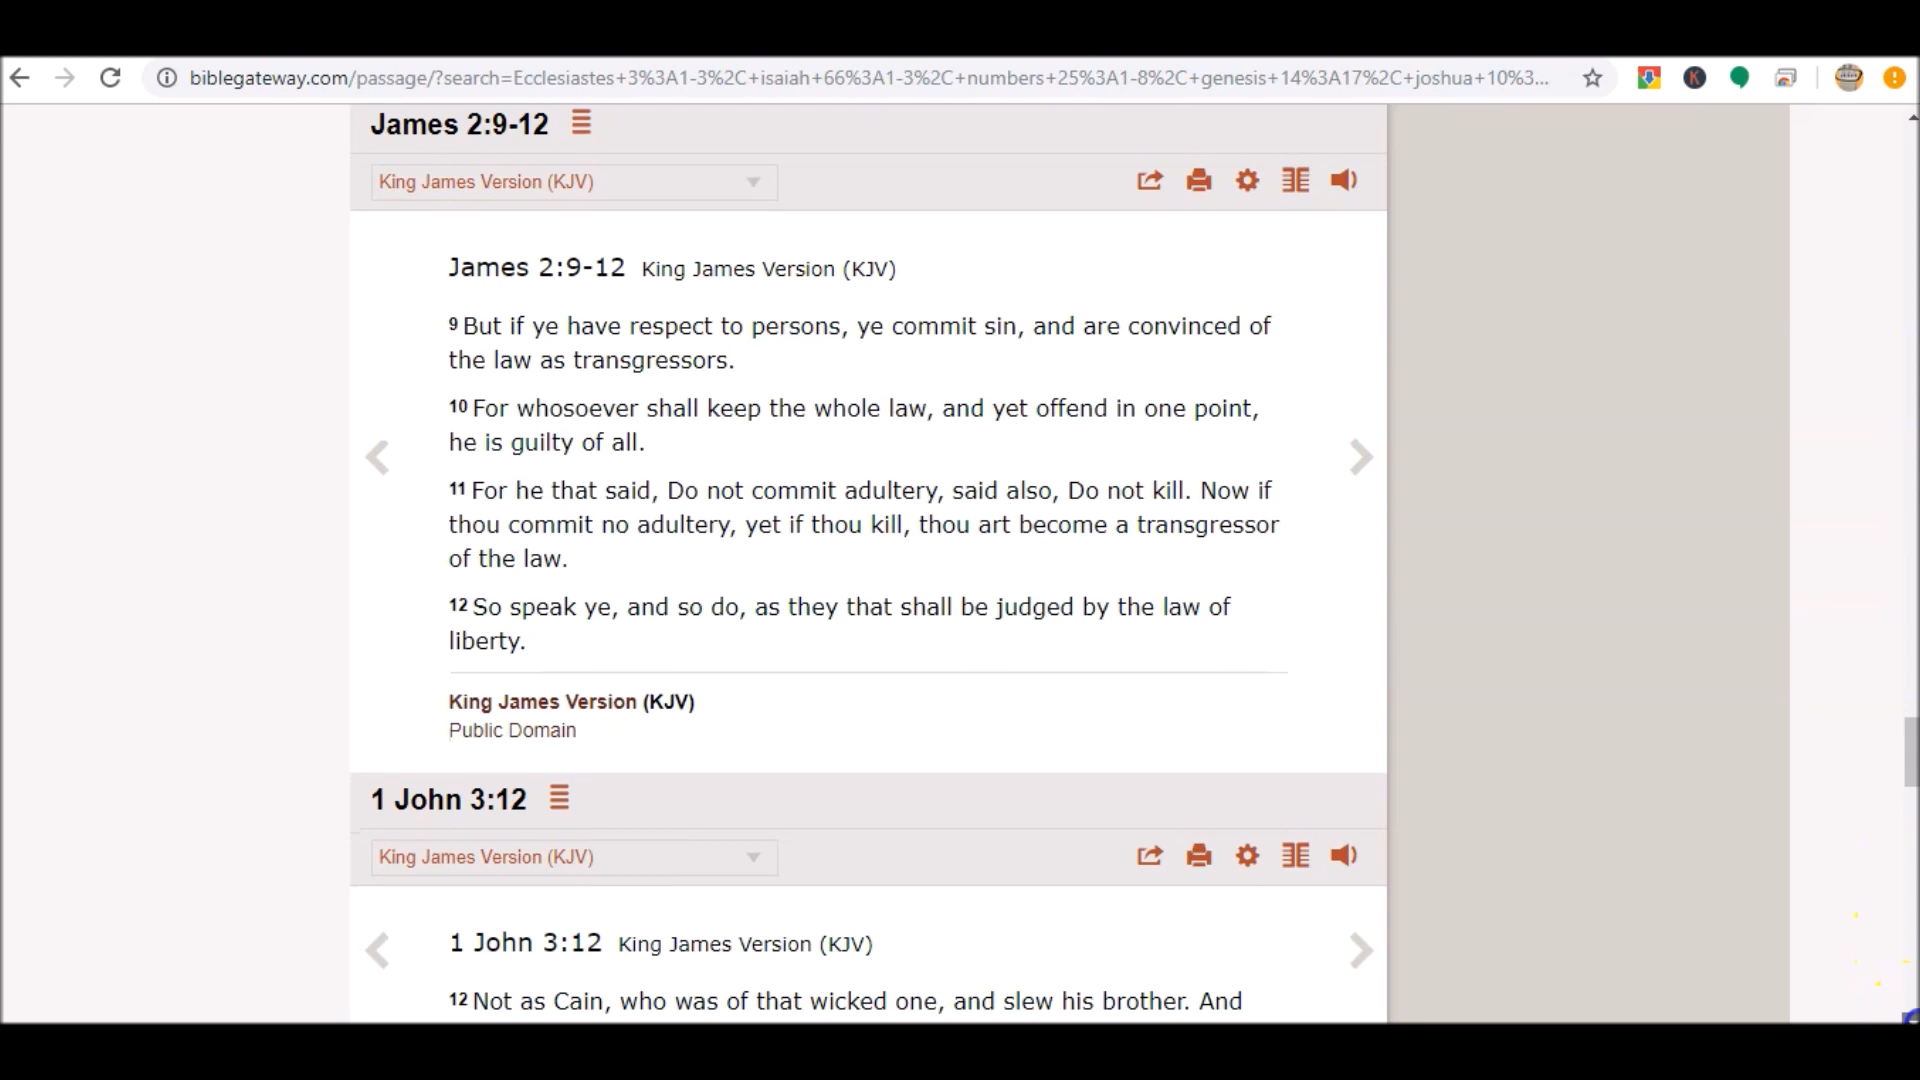 biblegateway.com/passage/?search=Ecclesiastes+3%3A1-3%2C+isaiah+66%3A1-3%2C+numbers+25%3A1-8%2C+genesis+14%3A17%2C+joshua+10%3...
James 2:9-12
King James Version (KJV)
James 2:9-12 King James Version (KJV)
9 But if ye have respect to persons, ye commit sin, and are convinced of
the law as transgressors.
10 For whosoever shall keep the whole law, and yet offend in one point,
he is guilty of all.
11 For he that said, Do not commit adultery, said also, Do not kill. Now if
thou commit no adultery, yet if thou kill, thou art become a transgressor
of the law.
12 So speak ye, and so do, as they that shall be judged by the law of
liberty.
King James Version (KJV)
Public Domain
1 John 3:12
King James Version (KJV)
1 John 3:12 King James Version (KJV)
12 Not as Cain, who was of that wicked one, and slew his brother. And